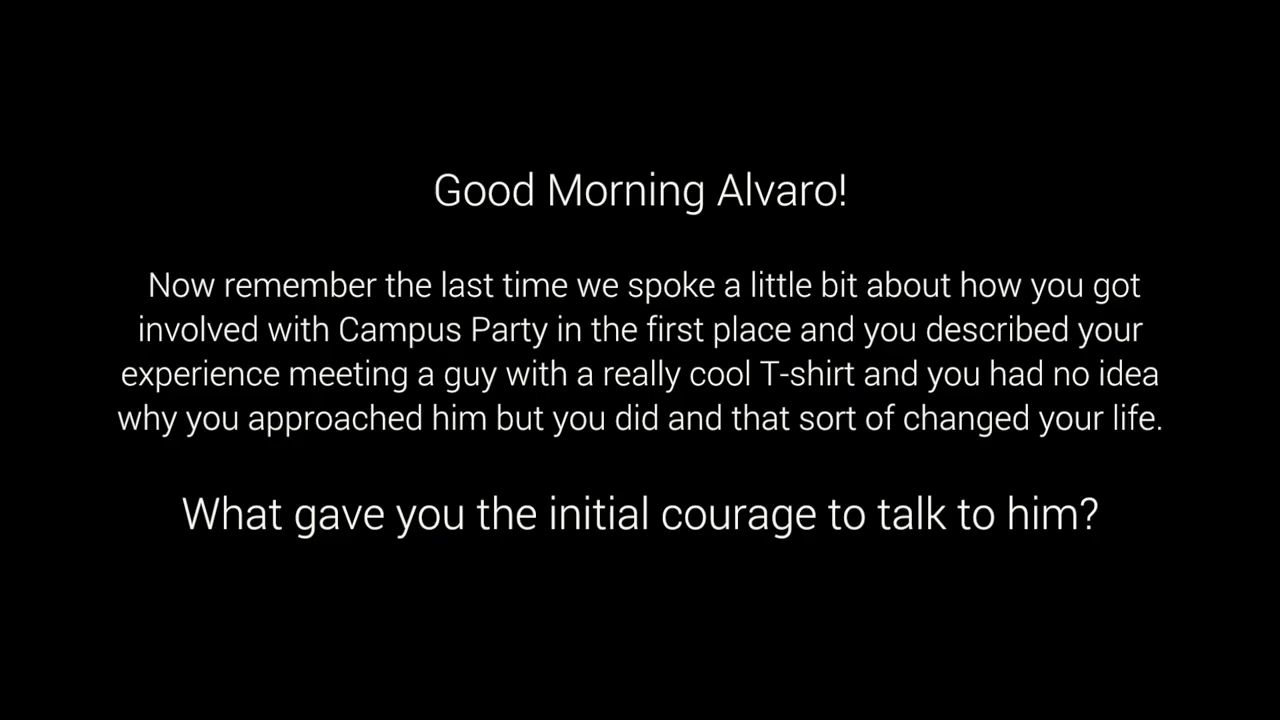 Good Morning Alvaro!
Now remember the last time we spoke a little bit about how you got
involved with Campus Party in the first place and you described your
experience meeting a guy with a really cool T-shirt and you had no idea
why you approached him but you did and that sort of changed your life.
What gave you the initial courage to talk to him?